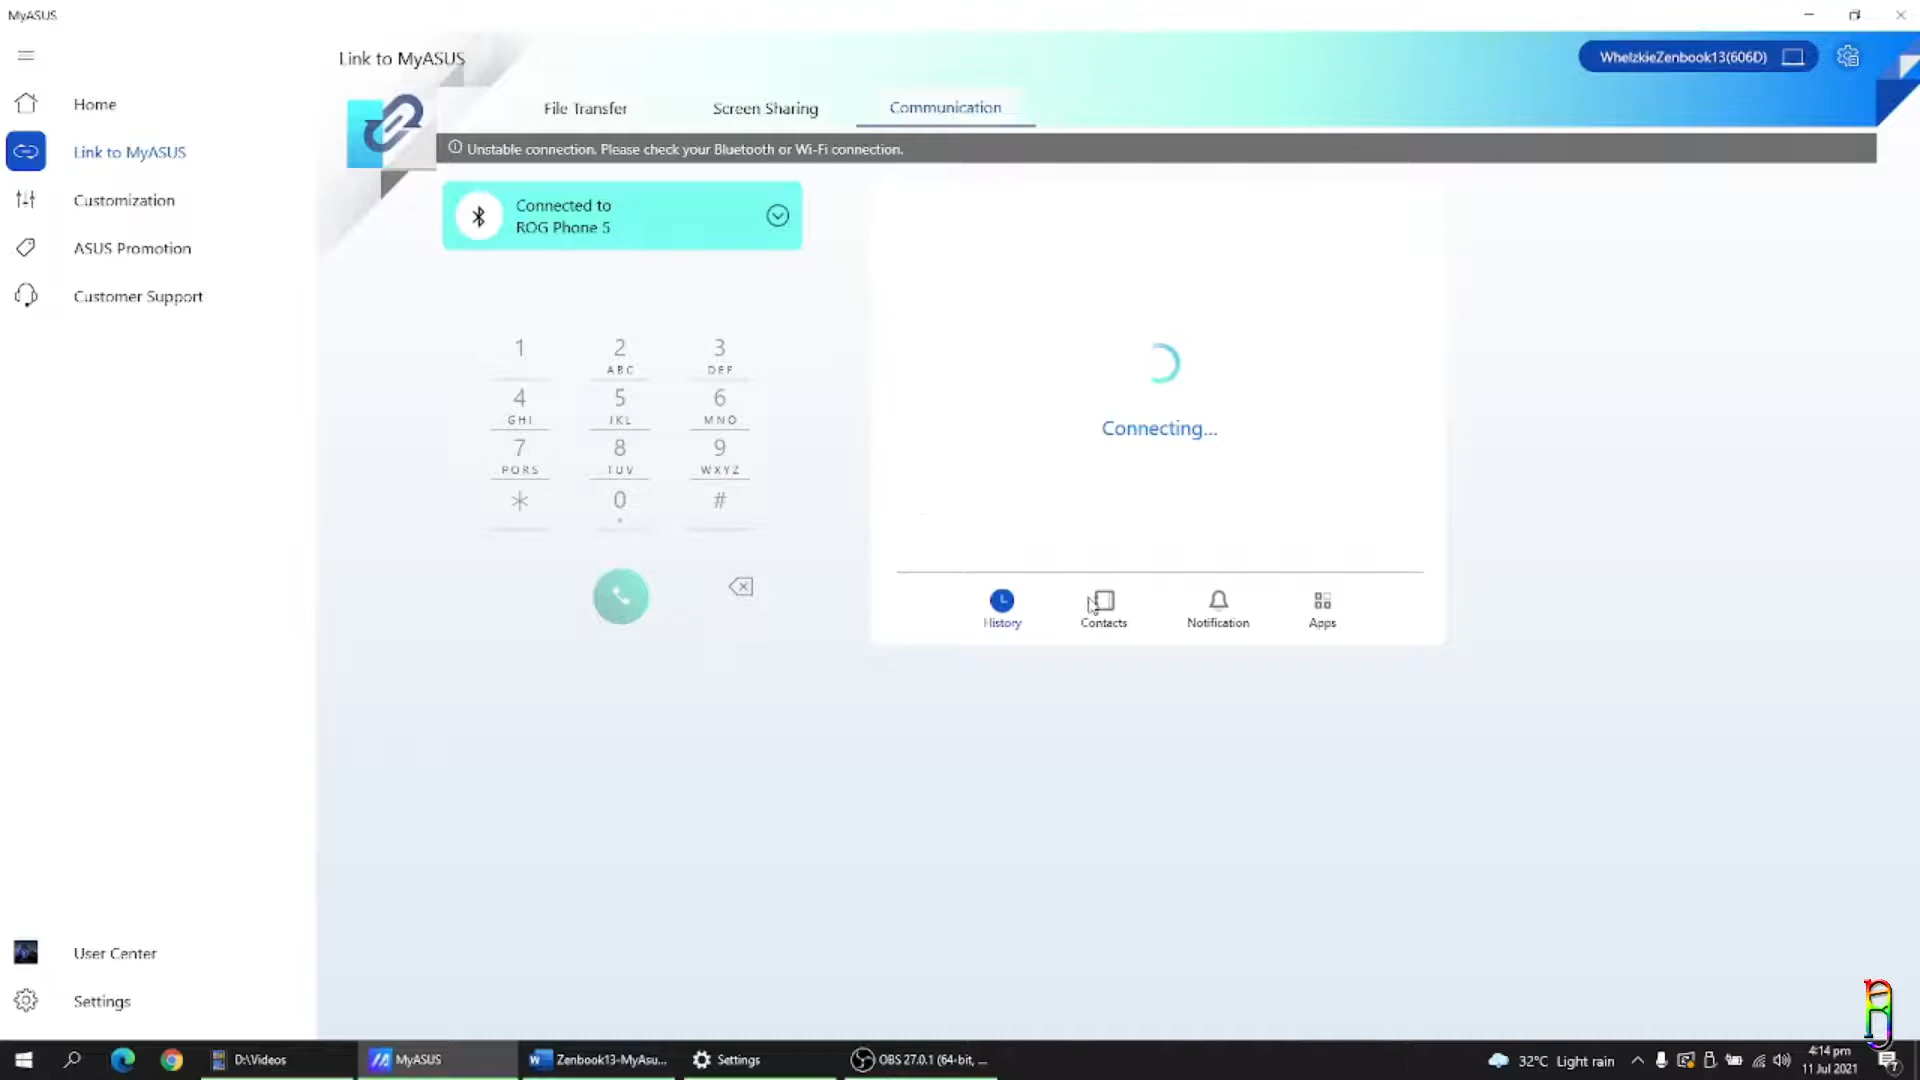 MyASUS
Link to MyASUS
WhelzkieZenbook13(606D)
Home
Link to MyASUS
Customization
ASUS Promotion
Customer Support
File Transfer
Screen Sharing
Communication
Unstable connection. Please check your Bluetooth or Wi-Fi connection.
Connected to
ROG Phone 5
1
2
ABC
3
DEF
4
GHI
5
JKL
6
MNO
7
PQRS
8
TUV
9
WXYZ
*
0
+
#
Connecting...
History
Contacts
Notification
Apps
User Center
Settings
D:\Videos
MyASUS
Zenbook13-MyAsu...
Settings
OBS 27.0.1 (64-bit, ...
32°C Light rain
4:14 pm
11 Jul 2021